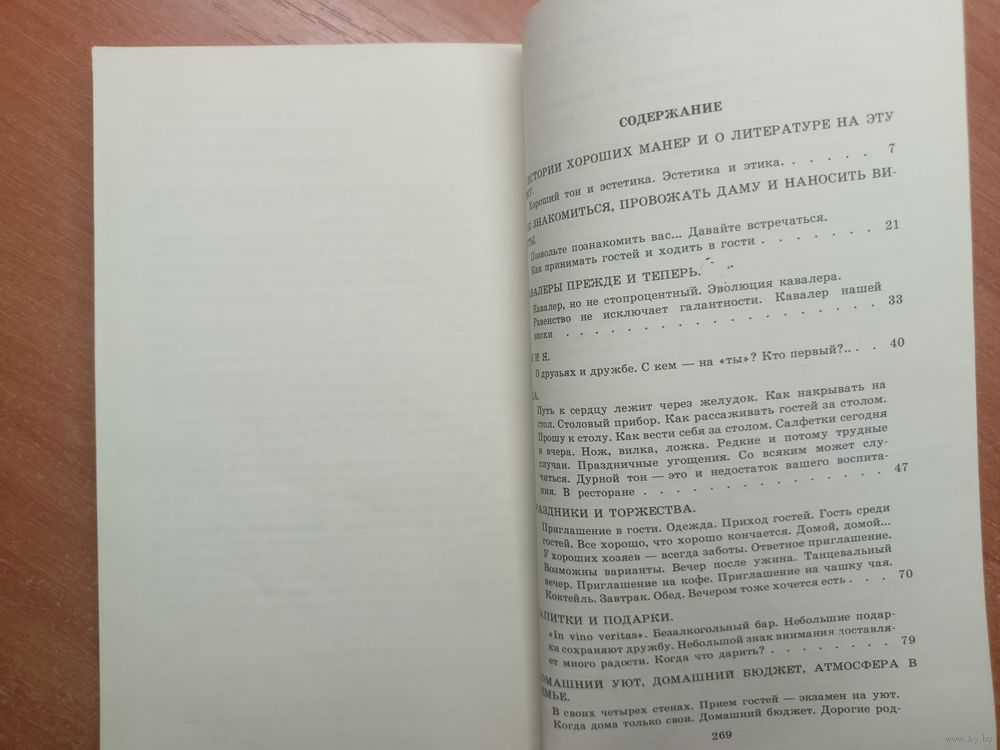 СОДЕРЖАНИЕ
ИСТОРИИ ХОРОШИХ МАНЕР И О ЛИТЕРАТУРЕ НА ЭТУ
Хороший тон и эстетика. Эстетика и этика. . . . . . 7
ЗНАКОМИТЬСЯ, ПРОВОЖАТЬ ДАМУ И НАНОСИТЬ ВИ-
ТЫ.
Позвольте познакомить вас... Давайте встречаться.
Как принимать гостей и ходить в гости . . . . . . . 21
ВАЛЕРЫ ПРЕЖДЕ И ТЕПЕРЬ.
Кавалер, но не стопроцентный. Эволюция кавалера.
Равенство не исключает галантности. Кавалер нашей
эпохи . . . . . . . . . . . . . . . 33
ИЯ.
О друзьях и дружбе. С кем — на «ты»? Кто первый?.. . . 40
А.
Путь к сердцу лежит через желудок. Как накрывать на
стол. Столовый прибор. Как рассаживать гостей за столом.
Прошу к столу. Как вести себя за столом. Салфетки сегодня
и вчера. Нож, вилка, ложка. Редкие и потому трудные
случаи. Праздничные угощения. Со всяким может слу-
читься. Дурной тон — это и недостаток вашего воспита-
ния. В ресторане . . . . . . . . . . . . 47
РАЗДНИКИ И ТОРЖЕСТВА.
Приглашение в гости. Одежда. Приход гостей. Гость среди
гостей. Все хорошо, что хорошо кончается. Домой, домой...
У хороших хозяев — всегда заботы. Ответное приглашение.
Возможны варианты. Вечер после ужина. Танцевальный
вечер. Приглашение на кофе. Приглашение на чашку чая.
Коктейль. Завтрак. Обед. Вечером тоже хочется есть . . . 70
АПИТКИ И ПОДАРКИ.
«In vino veritas». Безалкогольный бар. Небольшие подар-
ки сохраняют дружбу. Небольшой знак внимания доставля-
ет много радости. Когда что дарить? . . . . . . . 79
ОМАШНИЙ УЮТ, ДОМАШНИЙ БЮДЖЕТ, АТМОСФЕРА В
МЬЕ.
В своих четырех стенах. Прием гостей — экзамен на уют.
Когда дома только свои. Домашний бюджет. Дорогие род-
269
www.ay.by